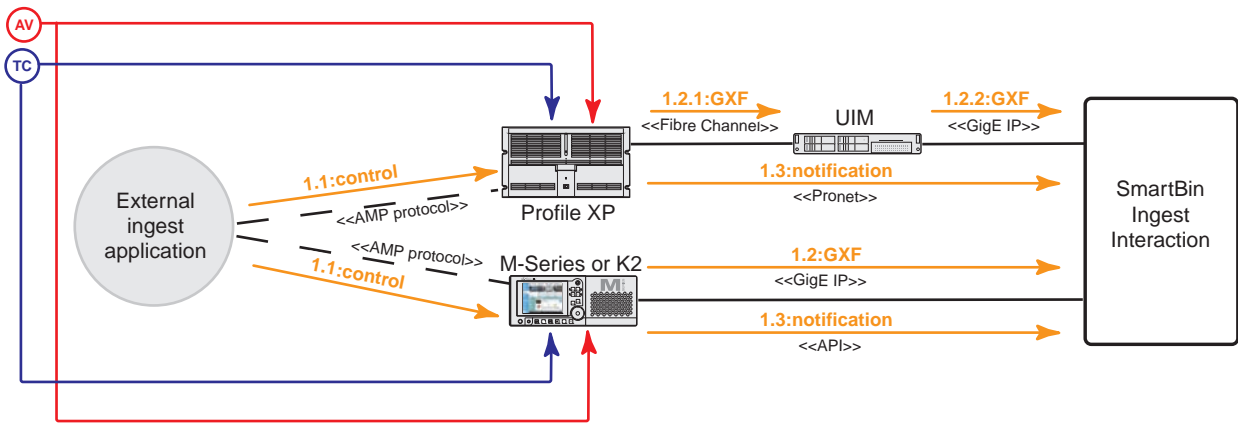 AV
TC
1.2.1:GXF
<<Fibre Channel>>
UIM
1.2.2:GXF
<<GigE IP>>
1.1:control
<<AMP protocol>>
Profile XP
1.3:notification
<<Pronet>>
External
ingest
application
SmartBin
Ingest
Interaction
<<AMP protocol>>
1.1:control
M-Series or K2
M
1.2:GXF
<<GigE IP>>
1.3:notification
<<API>>